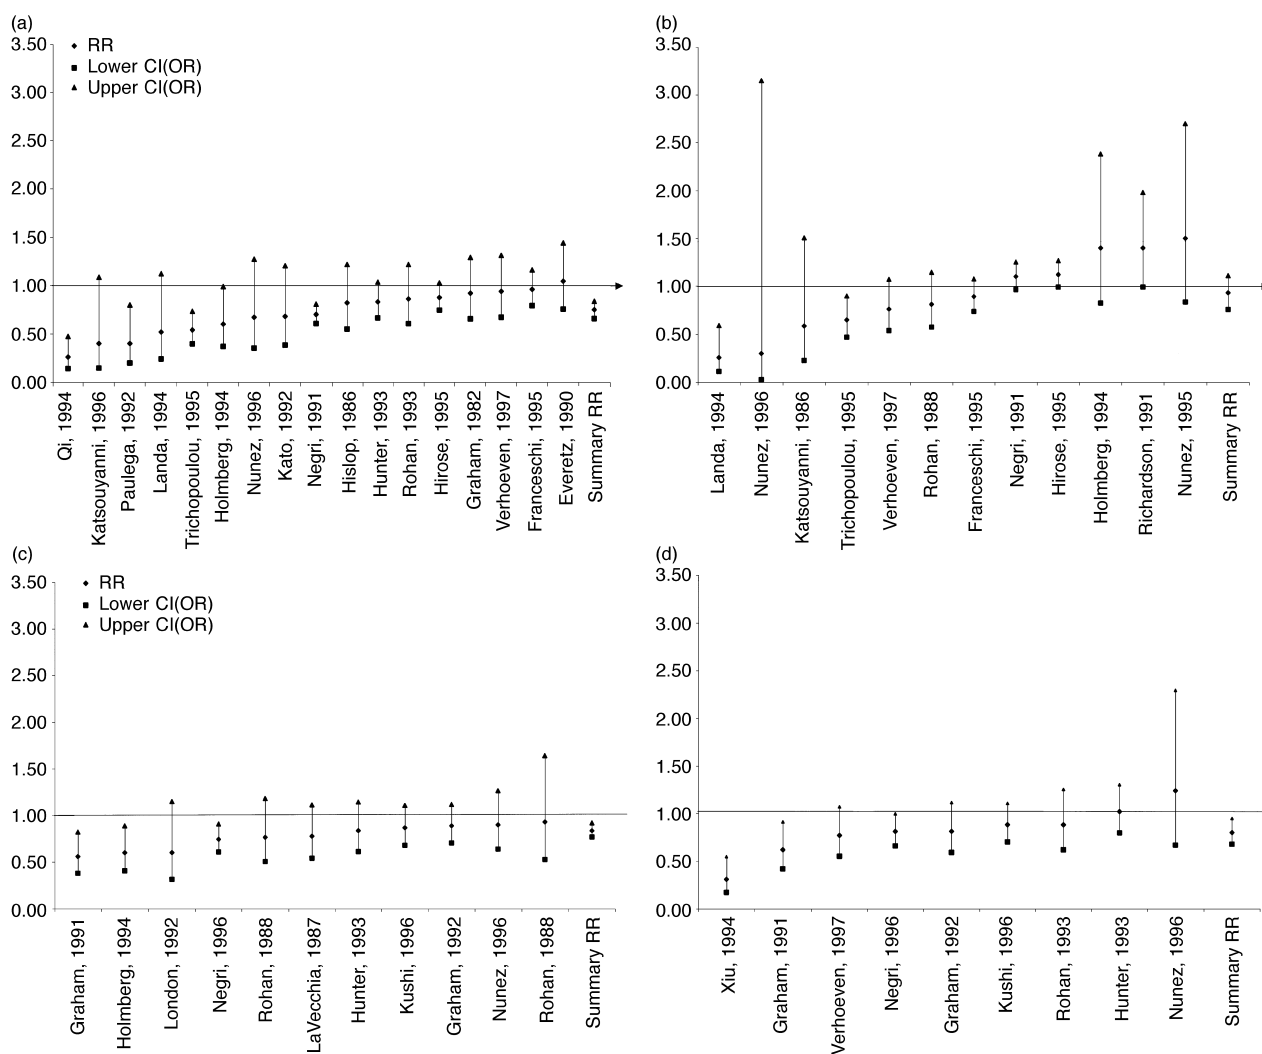 (a)
3.50
3.00
2.50
2.00
1.50
1.00
0.50
0.00
RR
Lower CI(OR)
Upper CI(OR)
Qi, 1994
Katsouyanni, 1996
Paulega, 1992
Landa, 1994
Trichopoulou, 1995
Holmberg, 1994
Nunez, 1996
Kato, 1992
Negri, 1991
Hislop, 1986
Hunter, 1993
Rohan, 1993
Hirose, 1995
Graham, 1982
Verhoeven, 1997
Franceschi, 1995
Everetz, 1990
Summary RR
(b)
3.50
3.00
2.50
2.00
1.50
1.00
0.50
0.00
Landa, 1994
Nunez, 1996
Katsouyanni, 1986
Trichopoulou, 1995
Verhoeven, 1997
Rohan, 1988
Franceschi, 1995
Negri, 1991
Hirose, 1995
Holmberg, 1994
Richardson, 1991
Nunez, 1995
Summary RR
(c)
3.50
3.00
2.50
2.00
1.50
1.00
0.50
0.00
RR
Lower CI(OR)
Upper CI(OR)
Graham, 1991
Holmberg, 1994
London, 1992
Negri, 1996
Rohan, 1988
LaVecchia, 1987
Hunter, 1993
Kushi, 1996
Graham, 1992
Nunez, 1996
Rohan, 1988
Summary RR
(d)
3.50
3.00
2.50
2.00
1.50
1.00
0.50
0.00
Xiu, 1994
Graham, 1991
Verhoeven, 1997
Negri, 1996
Graham, 1992
Kushi, 1996
Rohan, 1993
Hunter, 1993
Nunez, 1996
Summary RR